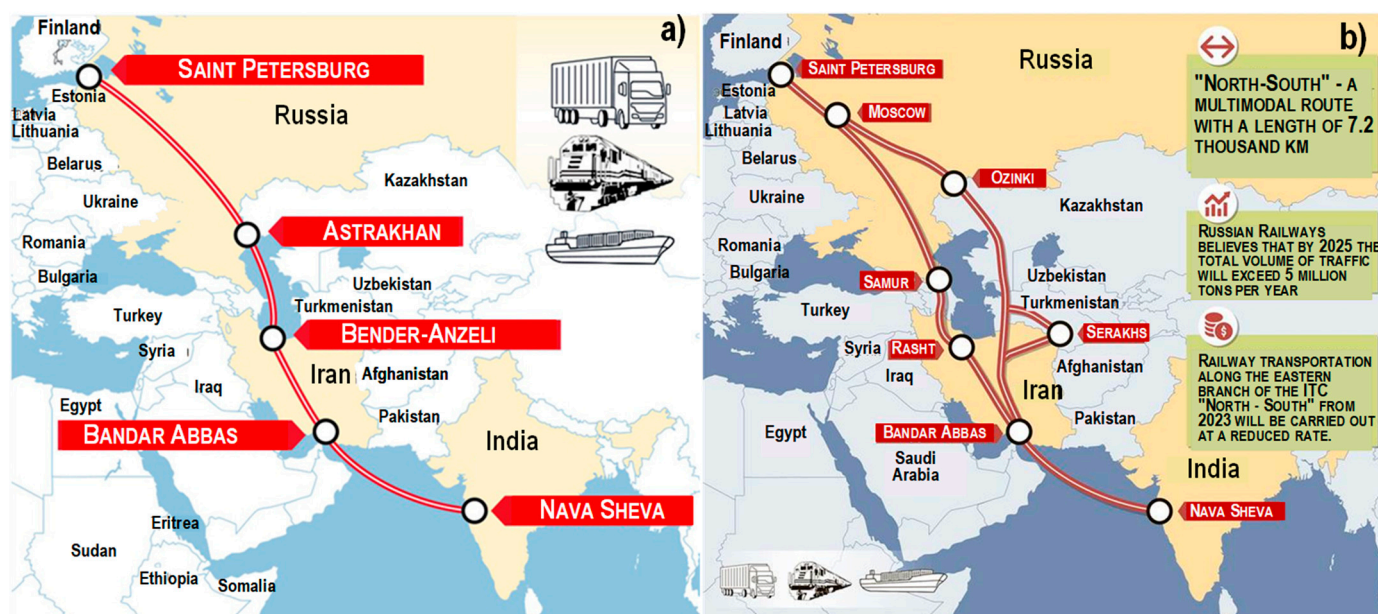 a)
Finland
SAINT PETERSBURG
Estonia
Latvia
Lithuania
Russia
Belarus
Kazakhstan
Ukraine
ASTRAKHAN
Romania
Bulgaria
Uzbekistan
Turkmenistan
Turkey
BENDER-ANZELI
Syria
Iran
Afghanistan
Iraq
Egypt
Pakistan
BANDAR ABBAS
India
NAVA SHEVA
Eritrea
Sudan
Ethiopia
Somalia
b)
Finland
Russia
SAINT PETERSBURG
Estonia
Latvia
Lithuania
MOSCOW
Belarus
OZINKI
Ukraine
Kazakhstan
Romania
Bulgaria
SAMUR
Uzbekistan
Turkmenistan
Turkey
SERAKHS
Syria
RASHT
Iraq
Afghanistan
Iran
Pakistan
Egypt
BANDAR ABBAS
Saudi
Arabia
India
NAVA SHEVA
"NORTH-SOUTH" - A
MULTIMODAL ROUTE
WITH A LENGTH OF 7.2
THOUSAND KM
RUSSIAN RAILWAYS
BELIEVES THAT BY 2025 THE
TOTAL VOLUME OF TRAFFIC
WILL EXCEED 5 MILLION
TONS PER YEAR
$
RAILWAY TRANSPORTATION
ALONG THE EASTERN
BRANCH OF THE ITC
"NORTH - SOUTH" FROM
2023 WILL BE CARRIED OUT
AT A REDUCED RATE.